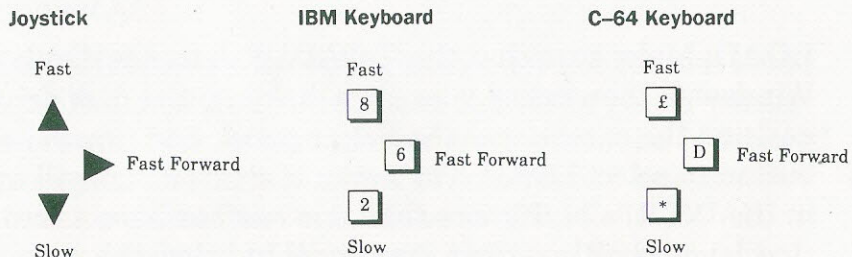 Joystick IBM Keyboard C–64 Keyboard
Fast Fast Fast
8 £
Fast Forward 6 Fast Forward D Fast Forward
2 *
Slow Slow Slow